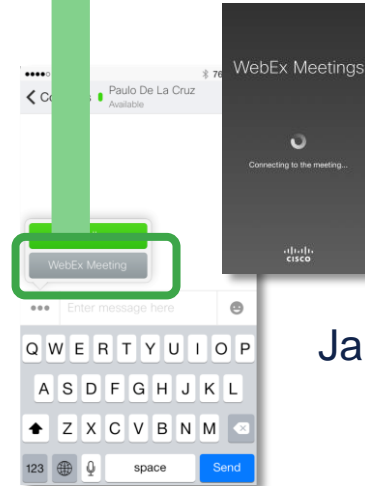 WebEx Meetings
Connecting to the meeting...
CISCO
76
Paulo De La Cruz
Available
WebEx Meeting
Enter message here
Q W E R T Y U I O P
A S D F G H J K L
Z X C V B N M
123 space Send
Ja